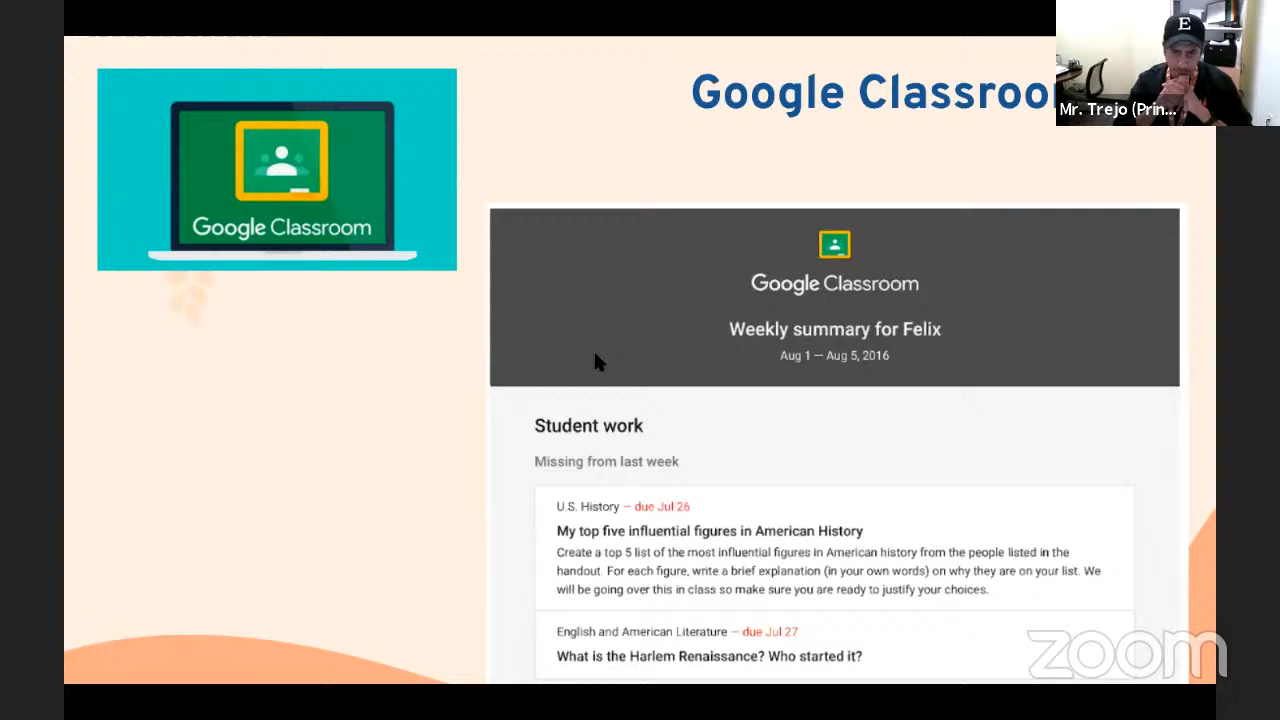 Google Classroo
E
Mr. Trejo (Prin...
Google Classroom
Google Classroom
Weekly summary for Felix
Aug 1 — Aug 5, 2016
Student work
Missing from last week
U.S. History — due Jul 26
My top five influential figures in American History
Create a top 5 list of the most influential figures in American history from the people listed in the
handout. For each figure, write a brief explanation (in your own words) on why they are on your list. We
will be going over this in class so make sure you are ready to justify your choices.
English and American Literature — due Jul 27
What is the Harlem Renaissance? Who started it?
zoom